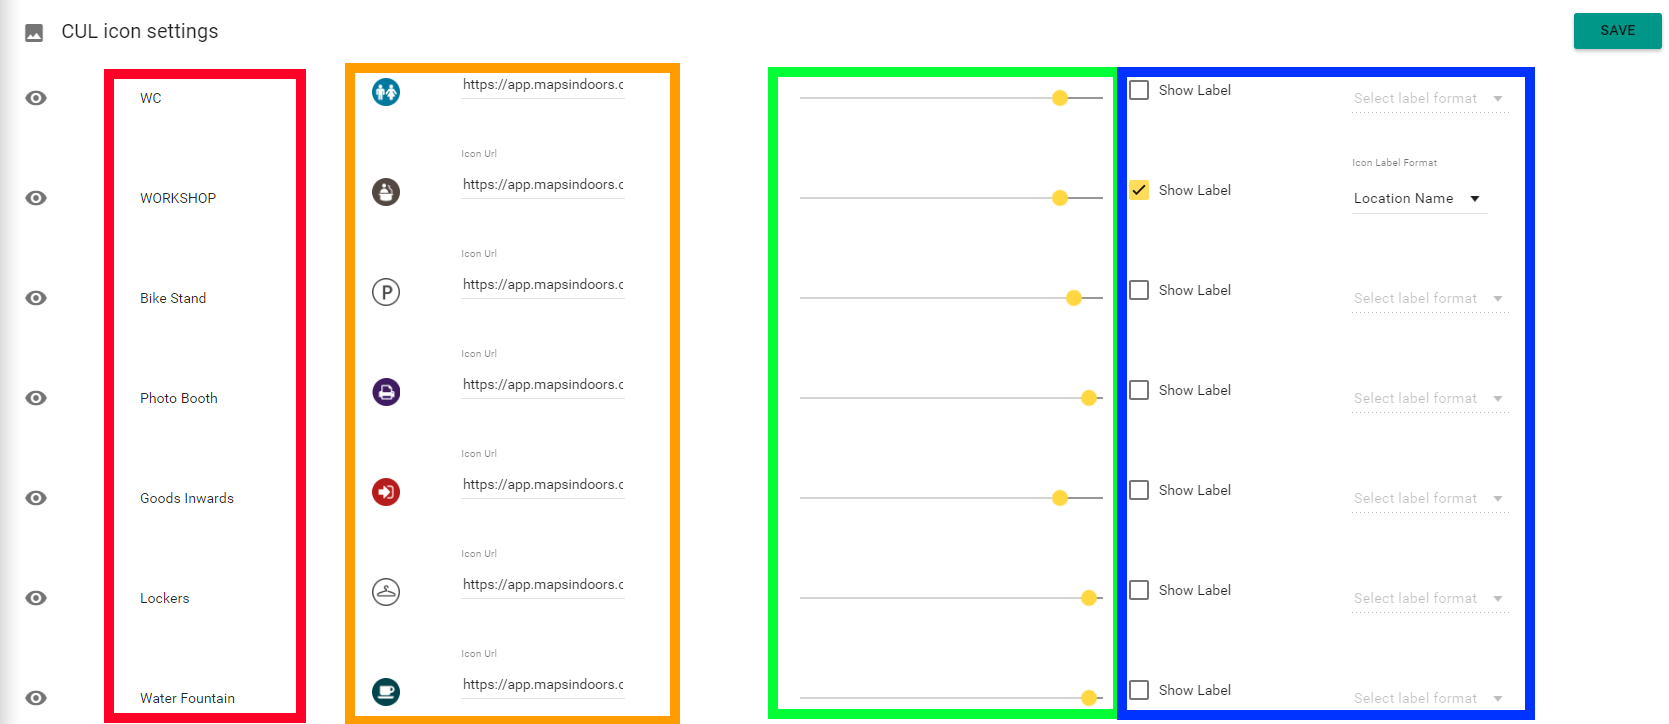 CUL icon settings
SAVE
WC
https://app.mapsindoors.c
Show Label
Select label format
Icon Url
Icon Label Format
WORKSHOP
https://app.mapsindoors.c
Show Label
Location Name
Icon Url
Bike Stand
https://app.mapsindoors.c
P
Show Label
Select label format
Icon Url
Photo Booth
https://app.mapsindoors.c
Show Label
Select label format
Icon Url
Goods Inwards
https://app.mapsindoors.c
Show Label
Select label format
Icon Url
Lockers
https://app.mapsindoors.c
Show Label
Select label format
Icon Url
Water Fountain
https://app.mapsindoors.c
Show Label
Select label format